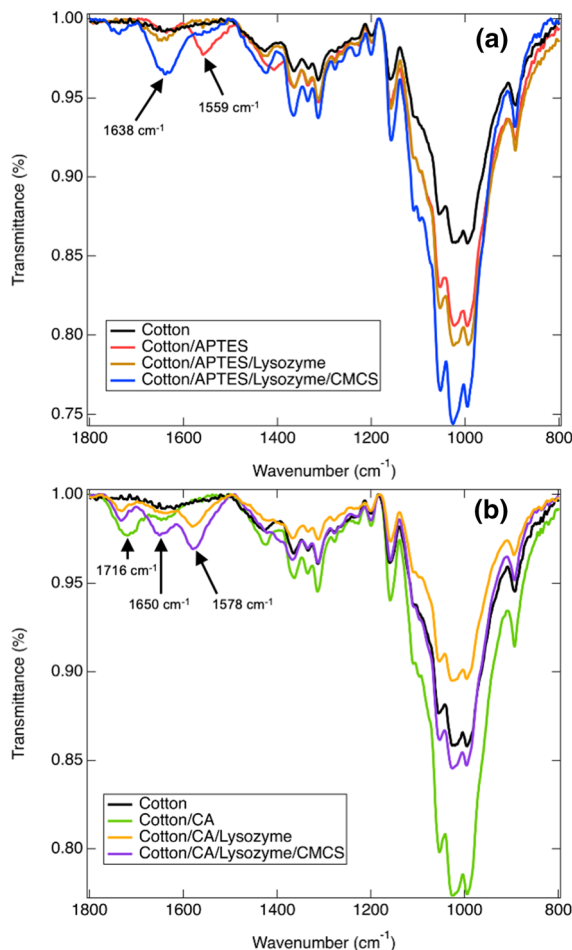 (a)
1.00
0.95
0.90
0.85
0.80
0.75
Transmittance (%)
1638 cm⁻¹
1559 cm⁻¹
Cotton
Cotton/APTES
Cotton/APTES/Lysozyme
Cotton/APTES/Lysozyme/CMCS
1800 1600 1400 1200 1000 800
Wavenumber (cm⁻¹)
(b)
1.00
0.95
0.90
0.85
0.80
Transmittance (%)
1716 cm⁻¹
1650 cm⁻¹
1578 cm⁻¹
Cotton
Cotton/CA
Cotton/CA/Lysozyme
Cotton/CA/Lysozyme/CMCS
1800 1600 1400 1200 1000 800
Wavenumber (cm⁻¹)